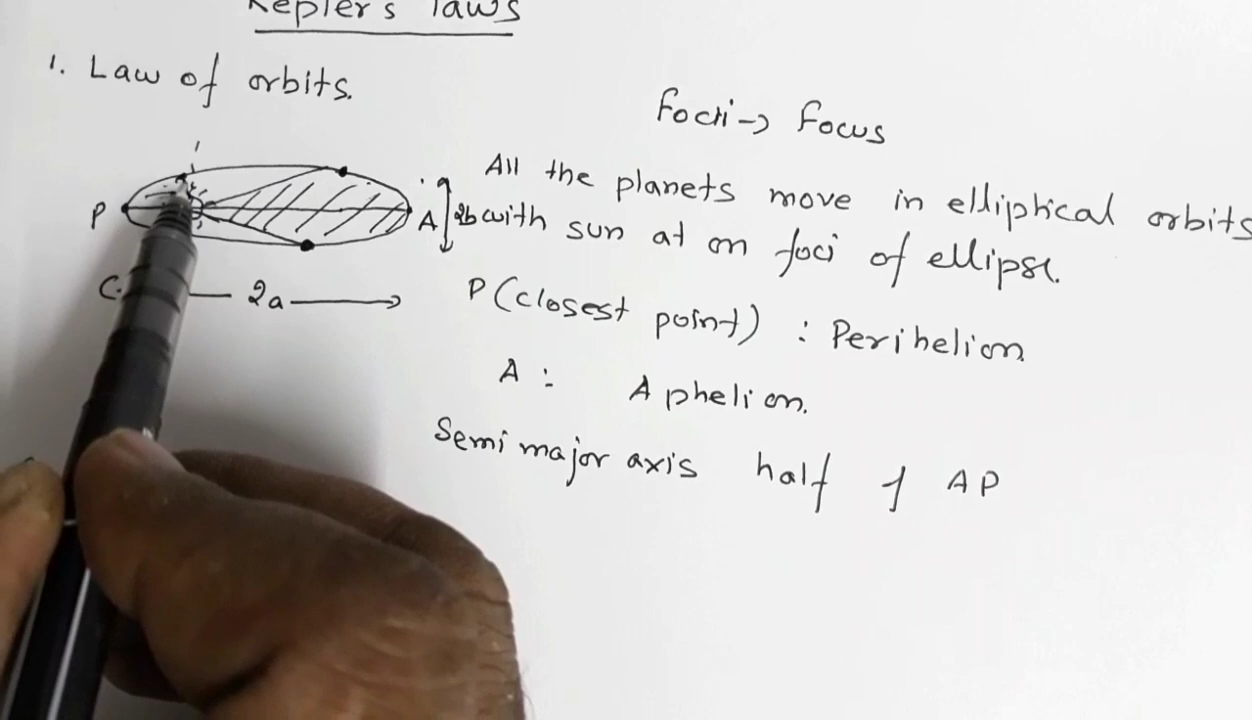 Kepler's laws
1. Law of orbits.
Foci → Focus
All the planets move in elliptical orbits
with sun at on foci of ellipse.
P A 2b
2a
P (closest point) : Perihelion
A : Aphelion.
Semi major axis half of AP